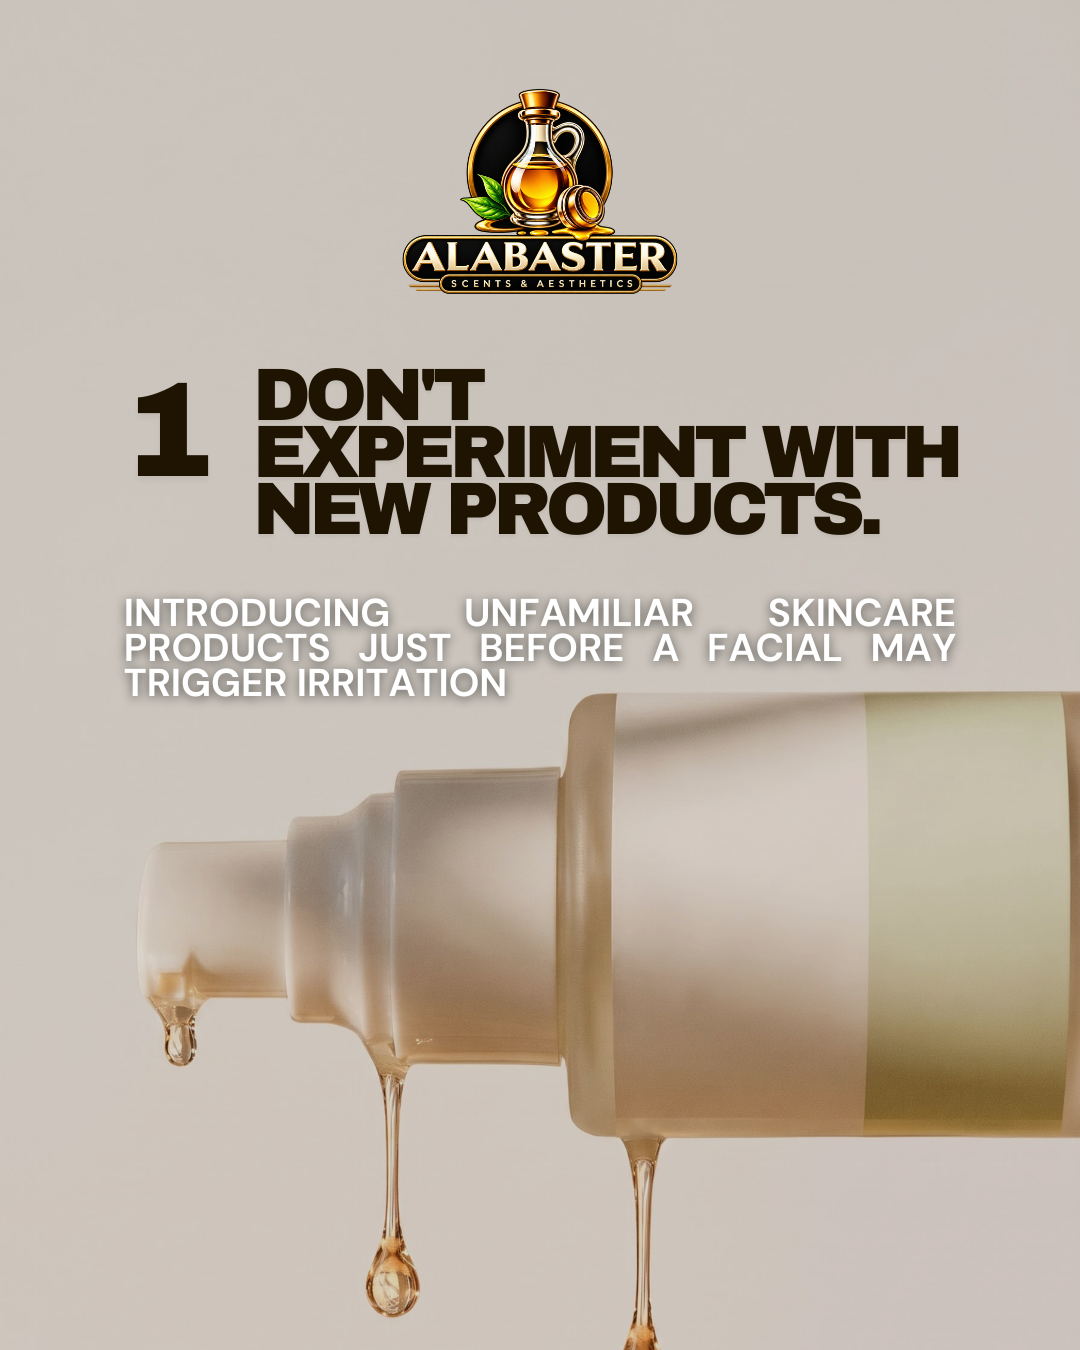 ALABASTER
SCENTS & AESTHETICS
1
DON'T
EXPERIMENT WITH
NEW PRODUCTS.
INTRODUCING UNFAMILIAR SKINCARE
PRODUCTS JUST BEFORE A FACIAL MAY
TRIGGER IRRITATION